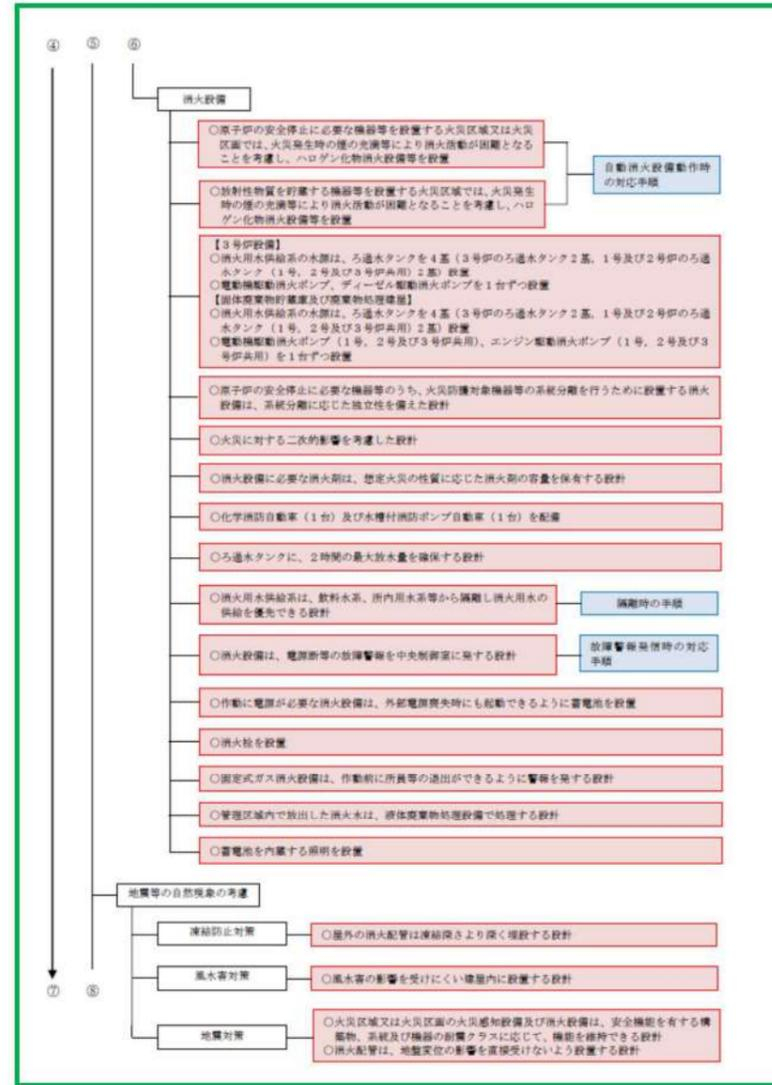 ④ ⑤ ⑥
消火設備
○原子炉の安全停止に必要な機器等を設置する火災区域又は火災
区画では、火災発生時の煙の充満等により消火活動が困難となる
ことを考慮し、ハロゲン化物消火設備等を設置
自動消火設備動作時
の対応手順
○放射性物質を貯蔵する機器等を設置する火災区域では、火災発生
時の煙の充満等により消火活動が困難となることを考慮し、ハロ
ゲン化物消火設備等を設置
【3号炉設備】
○消火用水供給系の水源は、ろ過水タンクを4基（3号炉のろ過水タンク2基，1号及び2号炉のろ過
水タンク（1号，2号及び3号炉共用）2基）設置
○電動機駆動消火ポンプ、ディーゼル駆動消火ポンプを1台ずつ設置
【固体廃棄物貯蔵庫及び廃棄物処理建屋】
○消火用水供給系の水源は、ろ過水タンクを4基（3号炉のろ過水タンク2基，1号及び2号炉のろ過
水タンク（1号，2号及び3号炉共用）2基）設置
○電動機駆動消火ポンプ（1号，2号及び3号炉共用）、エンジン駆動消火ポンプ（1号，2号及び3
号炉共用）を1台ずつ設置
○原子炉の安全停止に必要な機器等のうち、火災防護対象機器等の系統分離を行うために設置する消火
設備は、系統分離に応じた独立性を備えた設計
○火災に対する二次的影響を考慮した設計
○消火設備に必要な消火剤は、想定火災の性質に応じた消火剤の容量を保有する設計
○化学消防自動車（1台）及び水槽付消防ポンプ自動車（1台）を配備
○ろ過水タンクに、2時間の最大放水量を確保する設計
○消火用水供給系は、飲料水系、所内用水系等から隔離し消火用水の
供給を優先できる設計
隔離時の手順
○消火設備は、電源断等の故障警報を中央制御室に発する設計
故障警報発信時の対応
手順
○作動に電源が必要な消火設備は、外部電源喪失時にも起動できるように蓄電池を設置
○消火栓を設置
○固定式ガス消火設備は、作動前に所員等の退出ができるように警報を発する設計
○管理区域内で放出した消火水は、液体廃棄物処理設備で処理する設計
○蓄電池を内蔵する照明を設置
地震等の自然現象の考慮
凍結防止対策
○屋外の消火配管は凍結深さより深く埋設する設計
風水害対策
○風水害の影響を受けにくい建屋内に設置する設計
⑦ ⑧
地震対策
○火災区域又は火災区画の火災感知設備及び消火設備は、安全機能を有する構
築物、系統及び機器の耐震クラスに応じて、機能を維持できる設計
○消火配管は、地盤変位の影響を直接受けないよう設置する設計